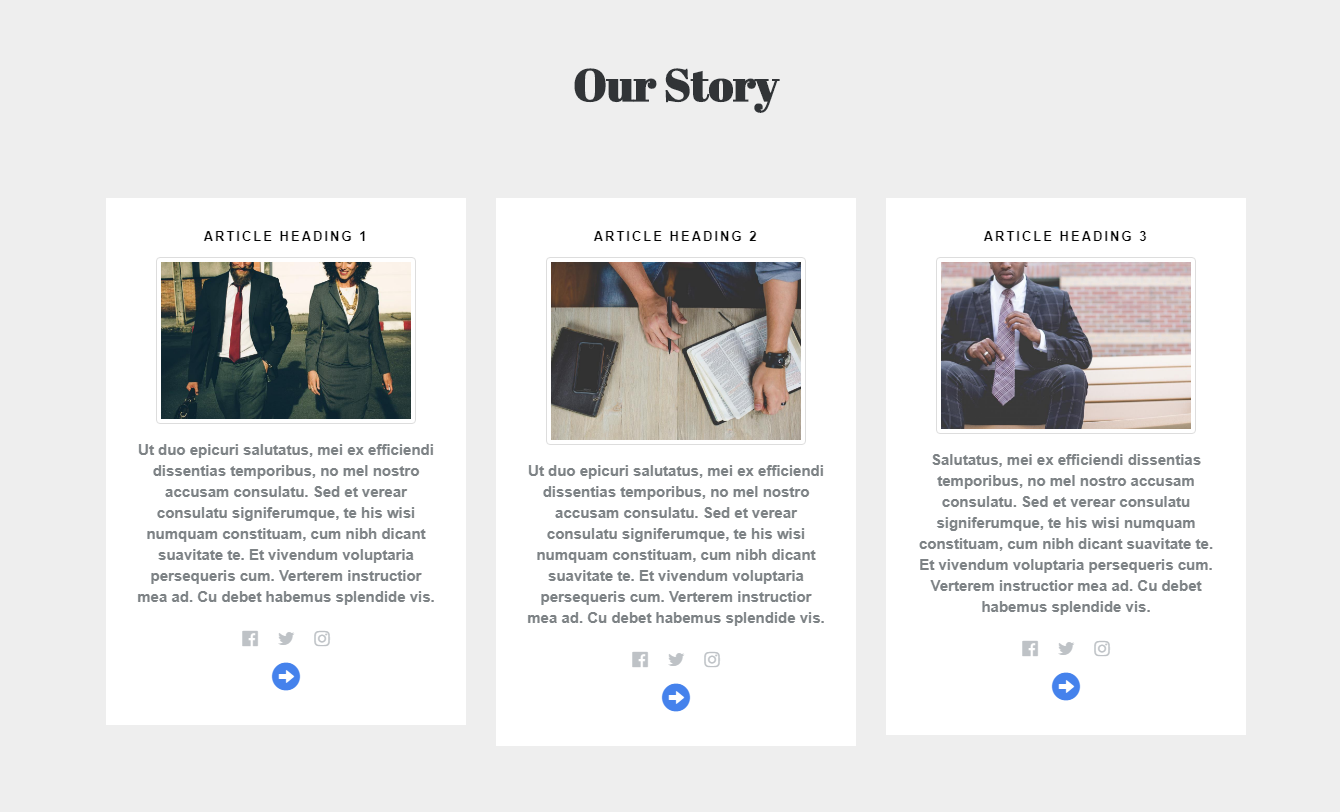 Our Story
ARTICLE HEADING 1
Ut duo epicuri salutatus, mei ex efficiendi
dissentias temporibus, no mel nostro
accusam consulatu. Sed et verear
consulatu signiferumque, te his wisi
numquam constituam, cum nibh dicant
suavitate te. Et vivendum voluptaria
persequeris cum. Verterem instructior
mea ad. Cu debet habemus splendide vis.
ARTICLE HEADING 2
Ut duo epicuri salutatus, mei ex efficiendi
dissentias temporibus, no mel nostro
accusam consulatu. Sed et verear
consulatu signiferumque, te his wisi
numquam constituam, cum nibh dicant
suavitate te. Et vivendum voluptaria
persequeris cum. Verterem instructior
mea ad. Cu debet habemus splendide vis.
ARTICLE HEADING 3
Salutatus, mei ex efficiendi dissentias
temporibus, no mel nostro accusam
consulatu. Sed et verear consulatu
signiferumque, te his wisi numquam
constituam, cum nibh dicant suavitate te.
Et vivendum voluptaria persequeris cum.
Verterem instructior mea ad. Cu debet
habemus splendide vis.